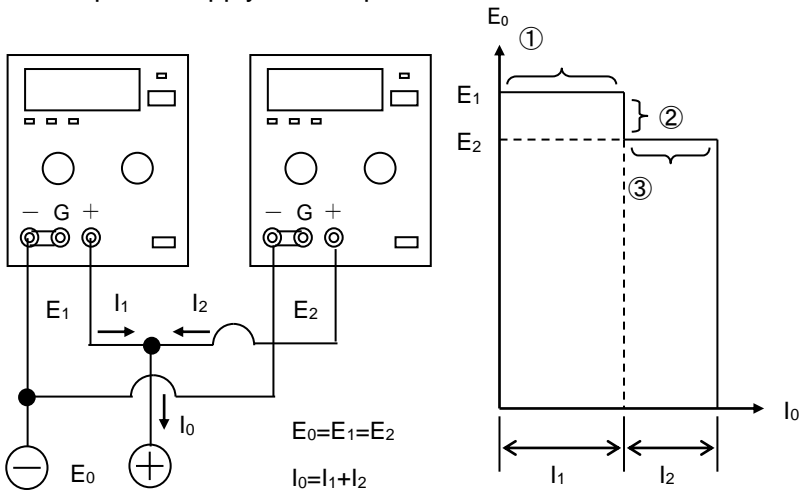 E₀
①
E₁
②
E₂
③
− G +
− G +
E₁
I₁
I₂
E₂
I₀
I₀
E₀=E₁=E₂
I₀=I₁+I₂
− E₀ +
I₁
I₂